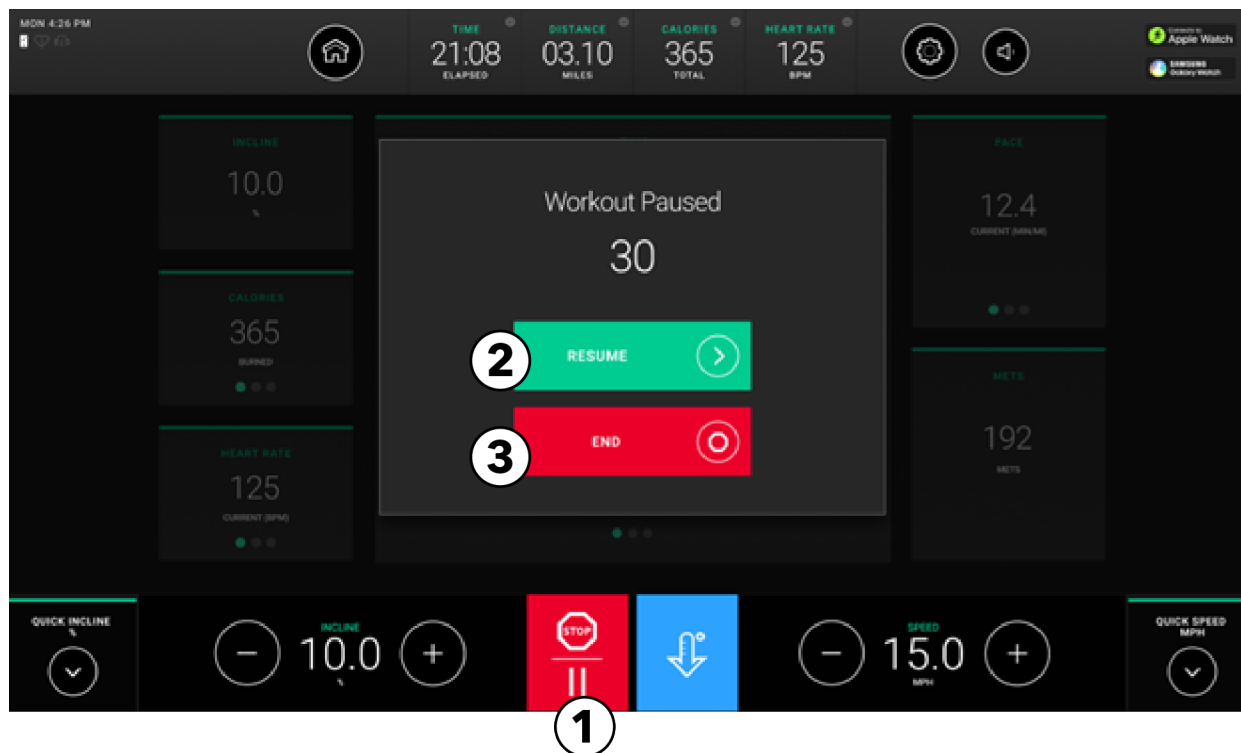 MON 4:26 PM
TIME
21:08
ELAPSED
DISTANCE
03.10
MILES
CALORIES
365
TOTAL
HEART RATE
125
BPM
Connects to
Apple Watch
SAMSUNG
Galaxy Watch
INCLINE
10.0
%
CALORIES
365
BURNED
HEART RATE
125
CURRENT (BPM)
Workout Paused
30
2
RESUME
3
END
PACE
12.4
CURRENT (MIN/MI)
METS
192
METS
QUICK INCLINE
%
INCLINE
10.0
%
STOP
1
SPEED
15.0
MPH
QUICK SPEED
MPH